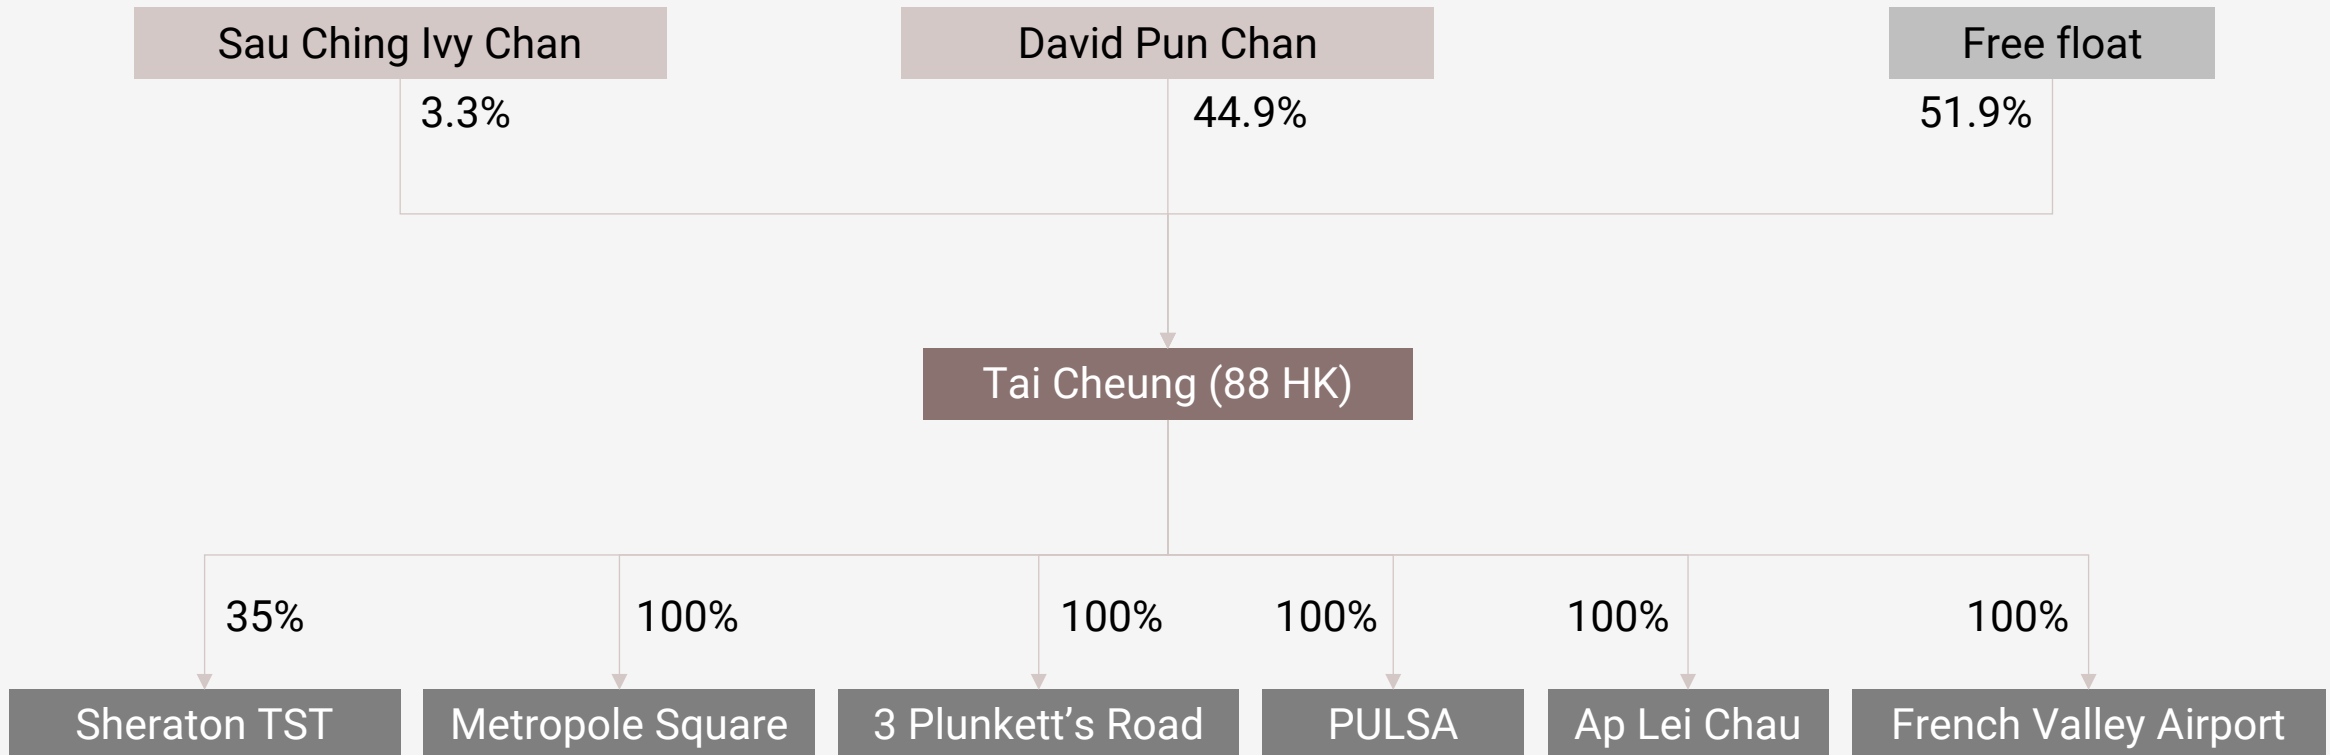 Sau Ching Ivy Chan
David Pun Chan
Free float
3.3%
44.9%
51.9%
Tai Cheung (88 HK)
35%
100%
100%
100%
100%
100%
Sheraton TST
Metropole Square
3 Plunkett’s Road
PULSA
Ap Lei Chau
French Valley Airport